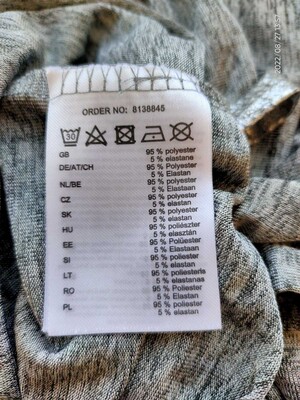 2022/08/27
ORDER NO: 8138845
GB 95 % polyester
5 % elastane
DE/AT/CH 95 % Polyester
5 % Elastan
NL/BE 95 % Polyester
5 % Elastaan
CZ 95 % Polyester
5 % elastan
SK 95 % polyester
5 % elastan
HU 95 % poliészter
5 % elasztán
EE 95 % Polüester
5 % Elastaan
SI 95 % poliester
5 % elastan
LT 95 % poliesteris
5 % elastanas
RO 95 % Poliester
5 % Elastan
PL 95 % poliester
5 % elastan